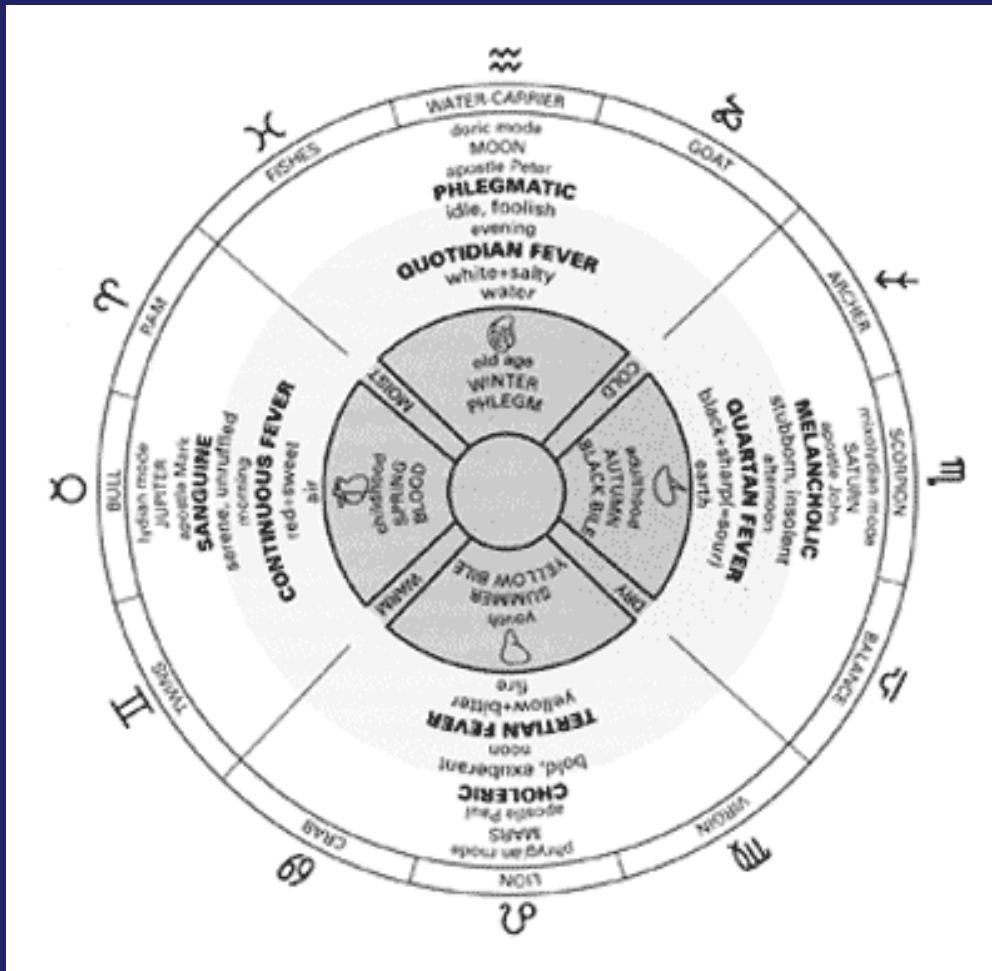 WATER-CARRIER
doric mode
MOON
apostle Peter
PHLEGMATIC
idle, foolish
evening
QUOTIDIAN FEVER
white+salty
water
old age
WINTER
PHLEGM
COLD
GOAT
ARCHER
SCORPION
mixolydian mode
SATURN
apostle John
MELANCHOLIC
stubborn, insolent
afternoon
QUARTAN FEVER
black+sharp(=sour)
earth
adulthood
AUTUMN
BLACK BILE
DRY
BALANCE
VIRGIN
LION
phrygian mode
MARS
apostle Paul
CHOLERIC
bold, exuberant
noon
TERTIAN FEVER
yellow+bitter
fire
youth
SUMMER
YELLOW BILE
WARM
CRAB
TWINS
BULL
lydian mode
JUPITER
apostle Mark
SANGUINE
serene, unruffled
morning
CONTINUOUS FEVER
red+sweet
air
childhood
SPRING
BLOOD
MOIST
RAM
FISHES